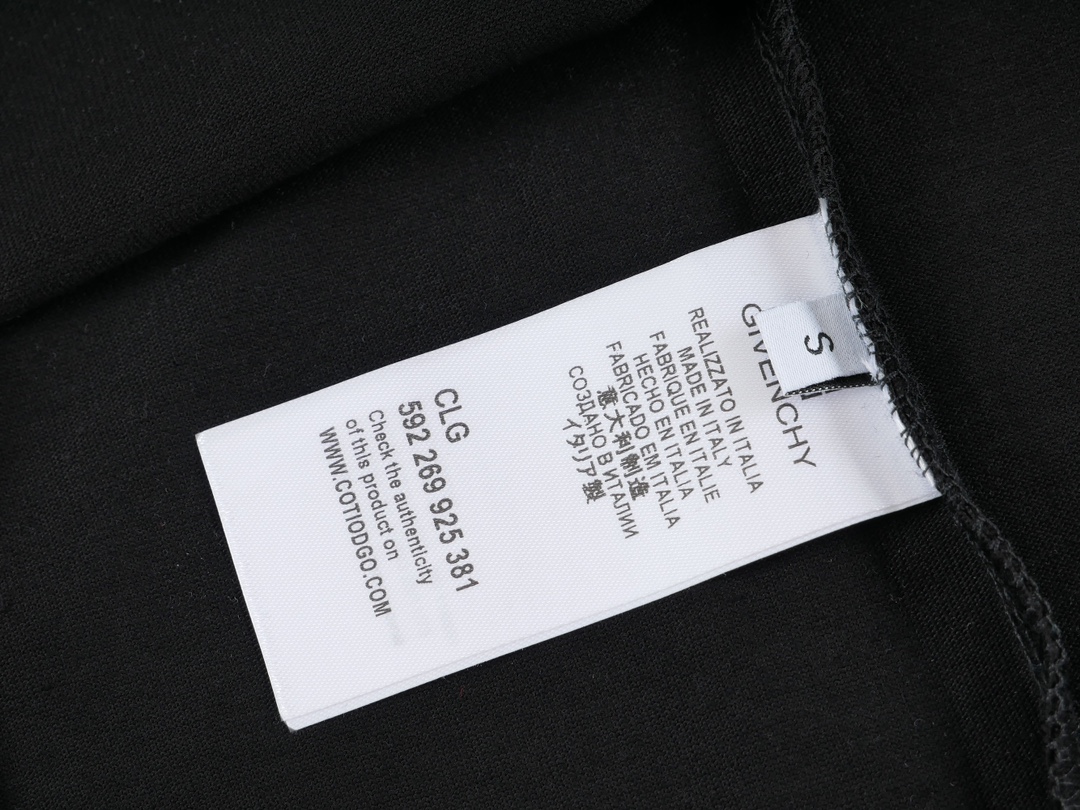 GIVENCHY
S
REALIZZATO IN ITALIA
MADE IN ITALY
FABRIQUE EN ITALIE
HECHO EN ITALIA
FABRICADO EM ITALIA
意大利制造
СОЗДАНО В ИТАЛИИ
イタリア製
CLG
592 269 925 381
Check the authenticity
of this product on
WWW.COTIODGO.COM